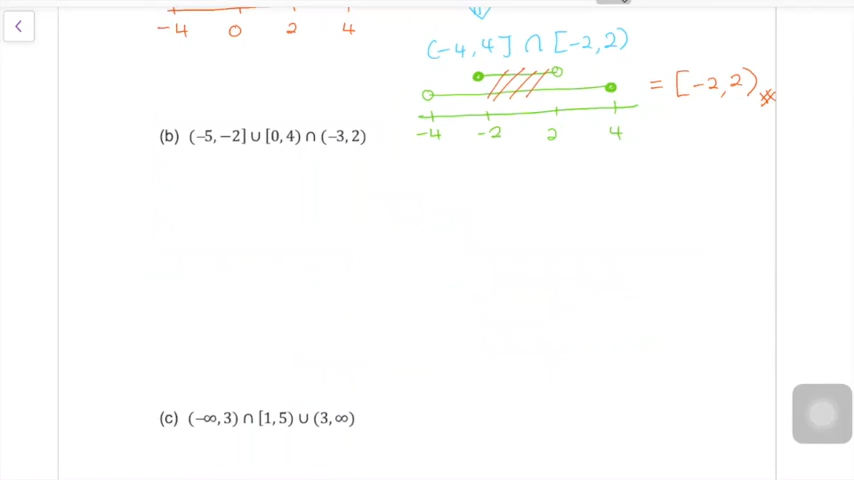 -4 0 2 4
(-4, 4] ∩ [-2, 2)
= [-2, 2)
-4 -2 2 4
(b) (−5, −2] ∪ [0, 4) ∩ (−3, 2)
(c) (−∞, 3) ∩ [1, 5) ∪ (3, ∞)